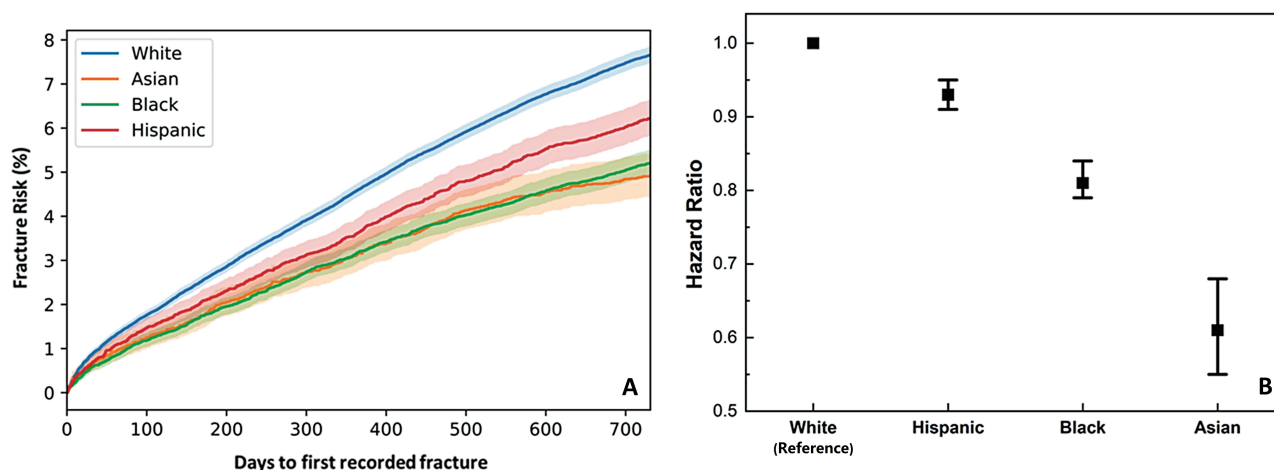 8
7
6
5
4
3
2
1
0
Fracture Risk (%)
White
Asian
Black
Hispanic
A
0 100 200 300 400 500 600 700
Days to first recorded fracture
1.0
0.9
0.8
0.7
0.6
0.5
Hazard Ratio
B
White Hispanic Black Asian
(Reference)